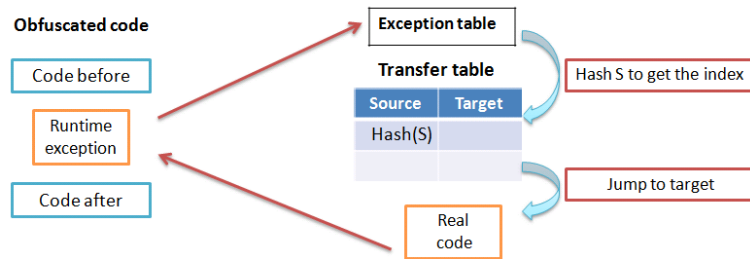 Obfuscated code
Code before
Runtime
exception
Code after
Exception table
Transfer table
Source Target
Hash(S)
Real
code
Hash S to get the index
Jump to target